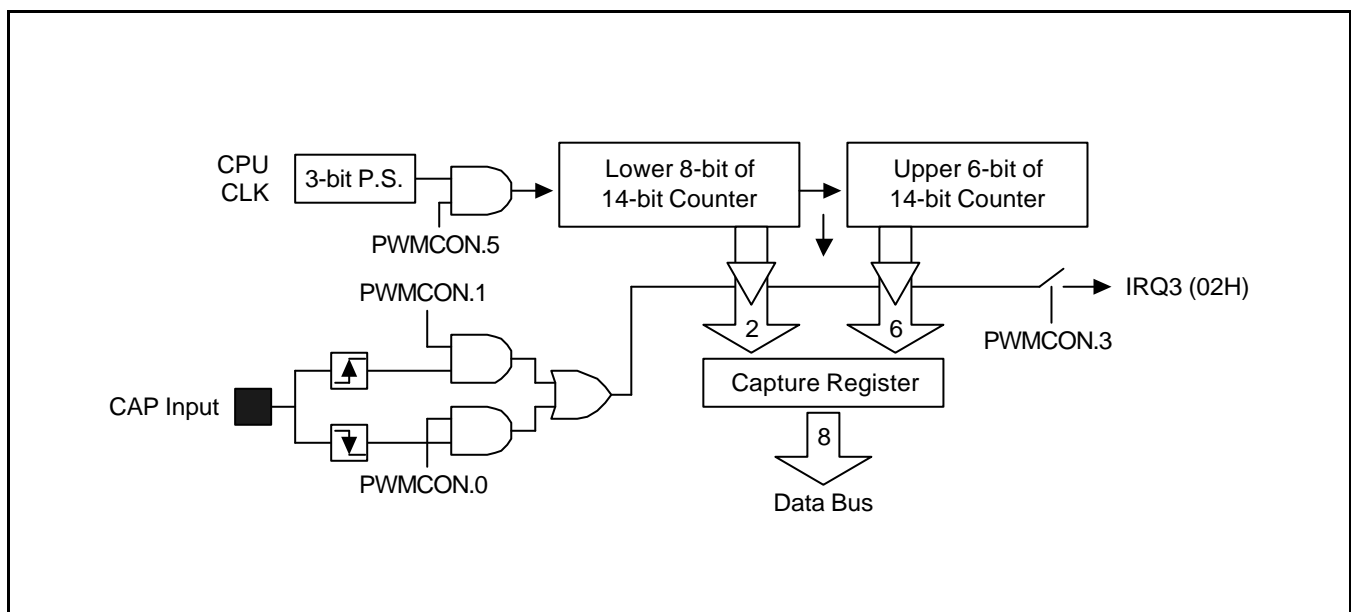 CPU
CLK
3-bit P.S.
PWMCON.5
Lower 8-bit of
14-bit Counter
Upper 6-bit of
14-bit Counter
PWMCON.1
IRQ3 (02H)
2
6
PWMCON.3
Capture Register
CAP Input
8
PWMCON.0
Data Bus